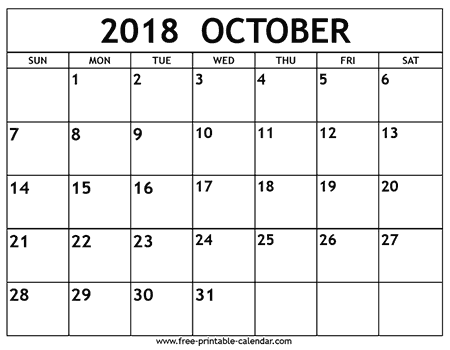 2018 OCTOBER
SUN MON TUE WED THU FRI SAT
1 2 3 4 5 6
7 8 9 10 11 12 13
14 15 16 17 18 19 20
21 22 23 24 25 26 27
28 29 30 31
www.free-printable-calendar.com